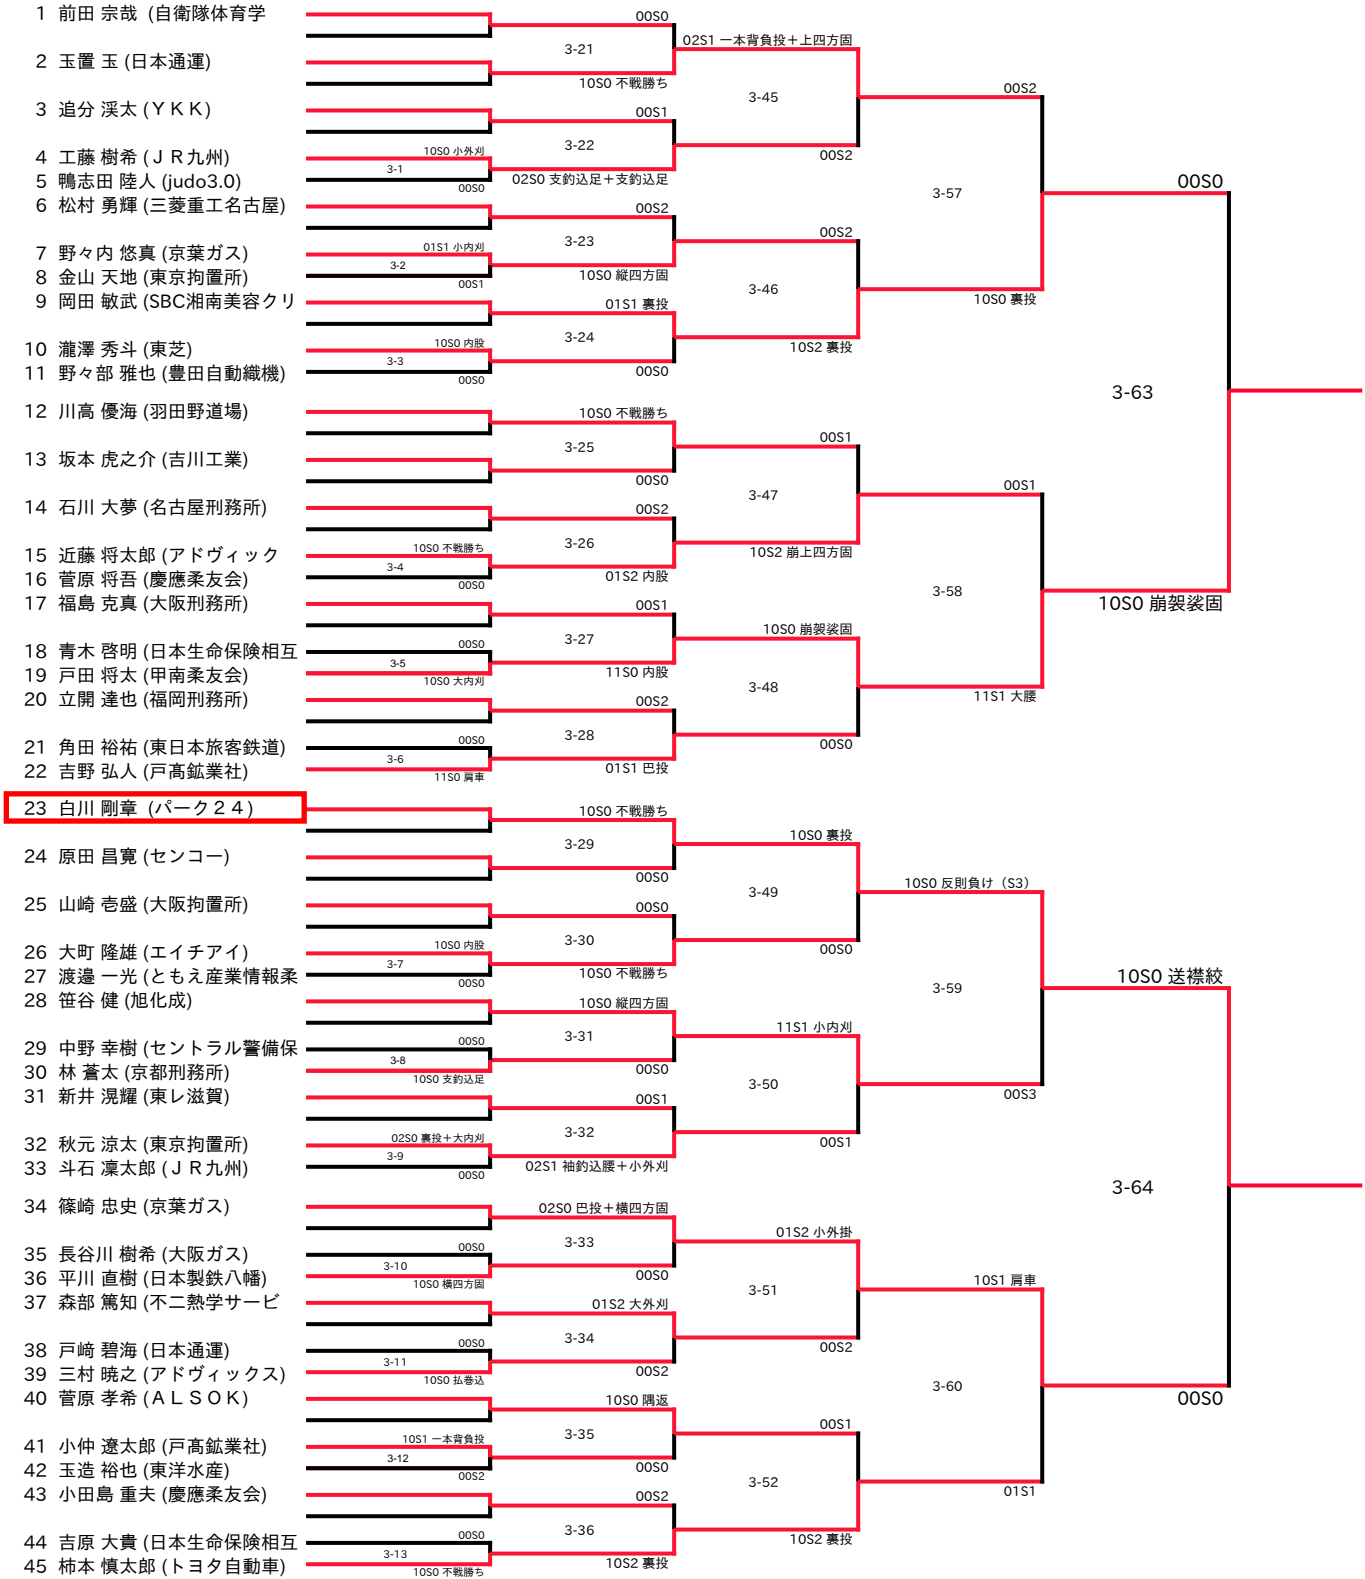 1 前田 宗哉 (自衛隊体育学
2 玉置 玉 (日本通運)
3 追分 渓太 (ＹＫＫ)
4 工藤 樹希 (ＪＲ九州)
5 鴨志田 陸人 (judo3.0)
6 松村 勇輝 (三菱重工名古屋)
7 野々内 悠真 (京葉ガス)
8 金山 天地 (東京拘置所)
9 岡田 敏武 (SBC湘南美容クリ
10 瀧澤 秀斗 (東芝)
11 野々部 雅也 (豊田自動織機)
12 川高 優海 (羽田野道場)
13 坂本 虎之介 (吉川工業)
14 石川 大夢 (名古屋刑務所)
15 近藤 将太郎 (アドヴィック
16 菅原 将吾 (慶應柔友会)
17 福島 克真 (大阪刑務所)
18 青木 啓明 (日本生命保険相互
19 戸田 将太 (甲南柔友会)
20 立開 達也 (福岡刑務所)
21 角田 裕祐 (東日本旅客鉄道)
22 吉野 弘人 (戸髙鉱業社)
23 白川 剛章 (パーク２４)
24 原田 昌寛 (センコー)
25 山崎 壱盛 (大阪拘置所)
26 大町 隆雄 (エイチアイ)
27 渡邉 一光 (ともえ産業情報柔
28 笹谷 健 (旭化成)
29 中野 幸樹 (セントラル警備保
30 林 蒼太 (京都刑務所)
31 新井 滉耀 (東レ滋賀)
32 秋元 涼太 (東京拘置所)
33 斗石 凜太郎 (ＪＲ九州)
34 篠崎 忠史 (京葉ガス)
35 長谷川 樹希 (大阪ガス)
36 平川 直樹 (日本製鉄八幡)
37 森部 篤知 (不二熱学サービ
38 戸﨑 碧海 (日本通運)
39 三村 暁之 (アドヴィックス)
40 菅原 孝希 (ＡＬＳＯＫ)
41 小仲 遼太郎 (戸髙鉱業社)
42 玉造 裕也 (東洋水産)
43 小田島 重夫 (慶應柔友会)
44 吉原 大貴 (日本生命保険相互
45 柿本 慎太郎 (トヨタ自動車)
10S0 小外刈
3-1
00S0
01S1 小内刈
3-2
00S1
10S0 内股
3-3
00S0
10S0 不戦勝ち
3-4
00S0
00S0
3-5
10S0 大内刈
00S0
3-6
11S0 肩車
10S0 内股
3-7
00S0
00S0
3-8
10S0 支釣込足
02S0 裏投＋大内刈
3-9
00S0
00S0
3-10
10S0 横四方固
00S0
3-11
10S0 払巻込
10S1 一本背負投
3-12
00S2
00S0
3-13
10S0 不戦勝ち
00S0
3-21
10S0 不戦勝ち
00S1
3-22
02S0 支釣込足＋支釣込足
00S2
3-23
10S0 縦四方固
01S1 裏投
3-24
00S0
10S0 不戦勝ち
3-25
00S0
00S2
3-26
01S2 内股
00S1
3-27
11S0 内股
00S2
3-28
01S1 巴投
10S0 不戦勝ち
3-29
00S0
00S0
3-30
10S0 不戦勝ち
10S0 縦四方固
3-31
00S0
00S1
3-32
02S1 袖釣込腰＋小外刈
02S0 巴投＋横四方固
3-33
00S0
01S2 大外刈
3-34
00S2
10S0 隅返
3-35
00S0
00S2
3-36
10S2 裏投
02S1 一本背負投＋上四方固
3-45
00S2
00S2
3-46
10S2 裏投
00S1
3-47
10S2 崩上四方固
10S0 崩袈裟固
3-48
00S0
10S0 裏投
3-49
00S0
11S1 小内刈
3-50
00S1
01S2 小外掛
3-51
00S2
00S1
3-52
10S2 裏投
00S2
3-57
10S0 裏投
00S1
3-58
11S1 大腰
10S0 反則負け（S3）
3-59
00S3
10S1 肩車
3-60
01S1
00S0
3-63
10S0 崩袈裟固
10S0 送襟絞
3-64
00S0